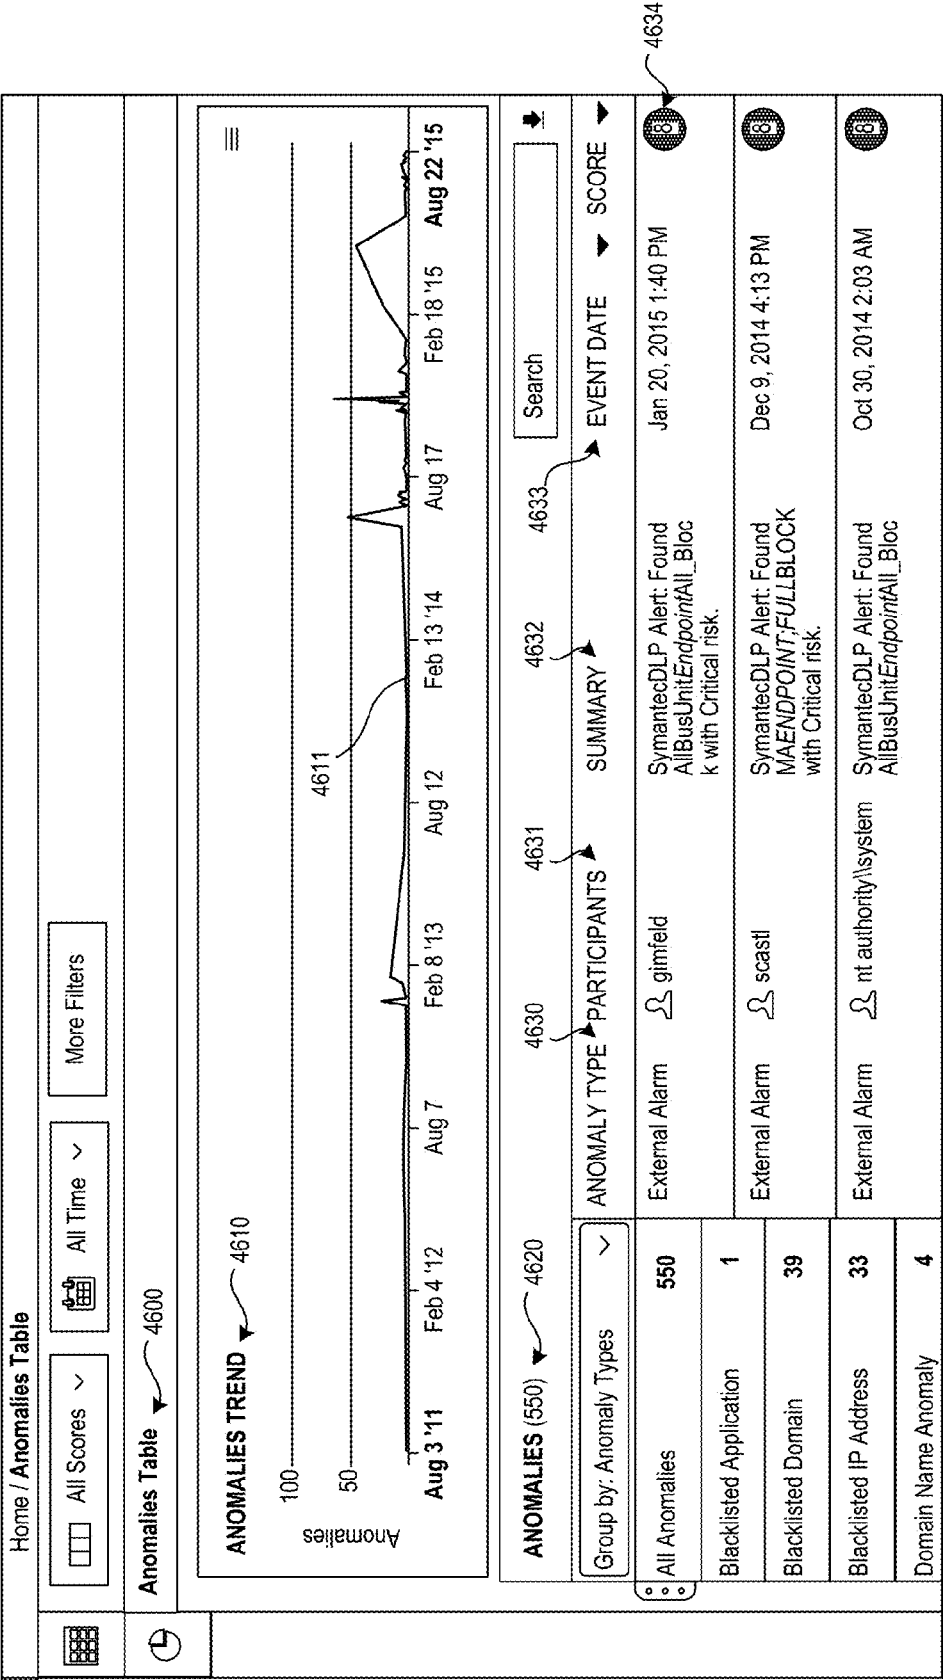 Home / Anomalies Table
All Scores
All Time
More Filters
Anomalies Table
4600
ANOMALIES TREND
4610
Anomalies
100
50
4611
Aug 3 '11
Feb 4 '12
Aug 7
Feb 8 '13
Aug 12
Feb 13 '14
Aug 17
Feb 18 '15
Aug 22 '15
ANOMALIES (550)
4620
4630
4631
4632
4633
Search
Group by: Anomaly Types
ANOMALY TYPE
PARTICIPANTS
SUMMARY
EVENT DATE
SCORE
All Anomalies 550
Blacklisted Application 1
Blacklisted Domain 39
Blacklisted IP Address 33
Domain Name Anomaly 4
External Alarm
gimfeld
SymantecDLP Alert: Found
AllBusUnitEndpointAll_Bloc
k with Critical risk.
Jan 20, 2015 1:40 PM
8
4634
External Alarm
scastl
SymantecDLP Alert: Found
MAENDPOINT;FULLBLOCK
with Critical risk.
Dec 9, 2014 4:13 PM
8
External Alarm
nt authority\\system
SymantecDLP Alert: Found
AllBusUnitEndpointAll_Bloc
Oct 30, 2014 2:03 AM
8